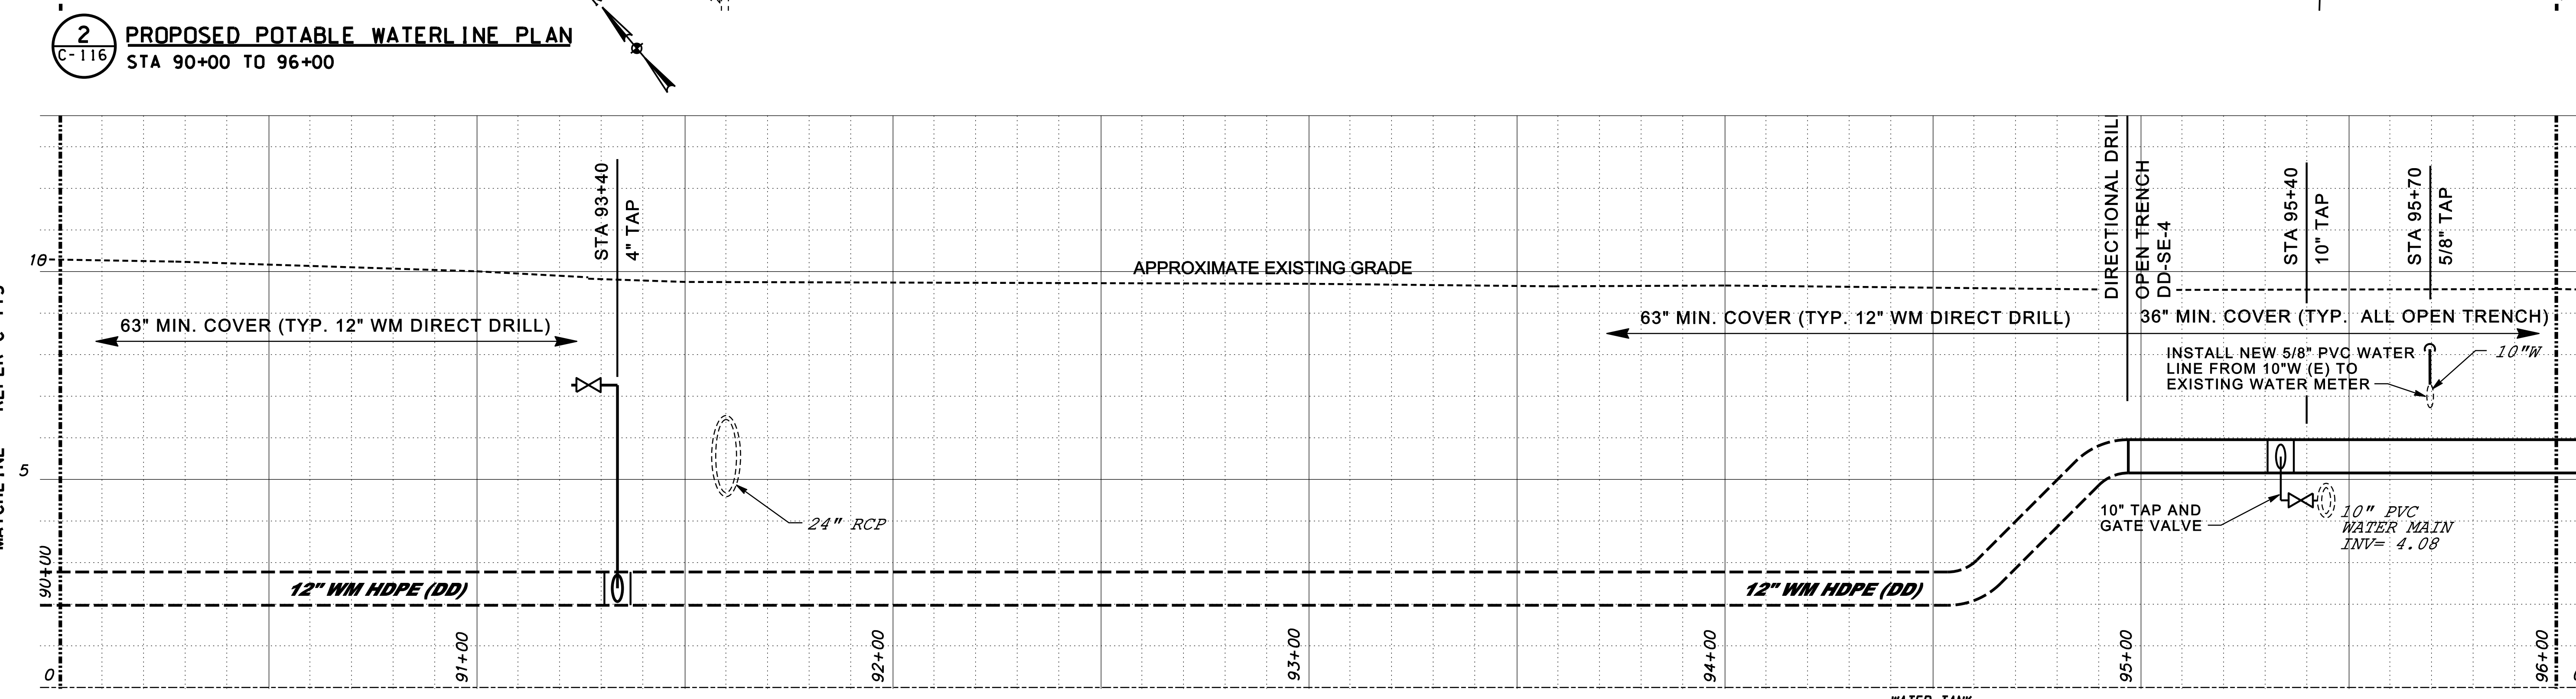 2
C-116
PROPOSED POTABLE WATERLINE PLAN
STA 90+00 TO 96+00
STA 93+40
4" TAP
DIRECTIONAL DRILL
OPEN TRENCH
DD-SE-4
STA 95+40
10" TAP
STA 95+70
5/8" TAP
10
APPROXIMATE EXISTING GRADE
63" MIN. COVER (TYP. 12" WM DIRECT DRILL)
63" MIN. COVER (TYP. 12" WM DIRECT DRILL)
36" MIN. COVER (TYP. ALL OPEN TRENCH)
INSTALL NEW 5/8" PVC WATER
LINE FROM 10"W (E) TO
EXISTING WATER METER
10"W
5
24" RCP
10" TAP AND
GATE VALVE
10" PVC
WATER MAIN
INV= 4.08
12" WM HDPE (DD)
12" WM HDPE (DD)
0
90+00
91+00
92+00
93+00
94+00
95+00
96+00